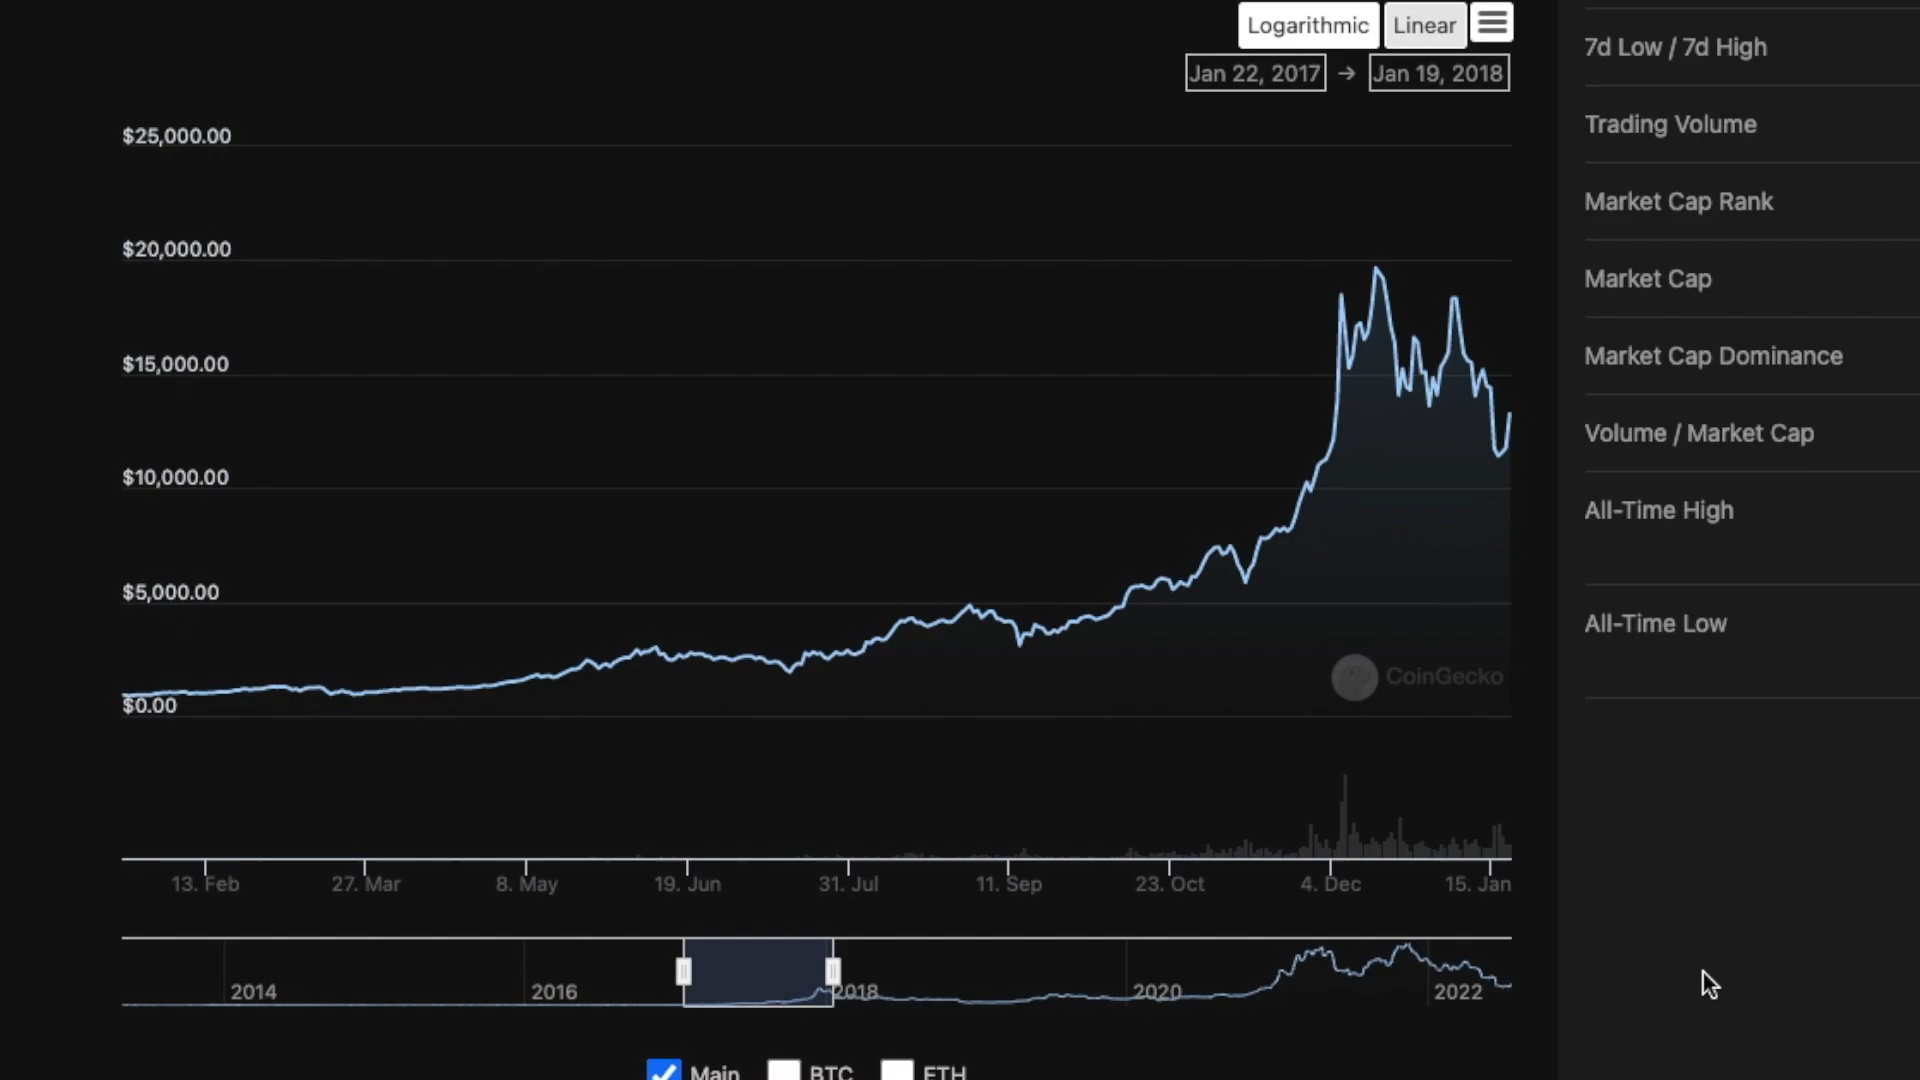 Logarithmic Linear
Jan 22, 2017 → Jan 19, 2018
7d Low / 7d High
Trading Volume
Market Cap Rank
Market Cap
Market Cap Dominance
Volume / Market Cap
All-Time High
All-Time Low
$25,000.00
$20,000.00
$15,000.00
$10,000.00
$5,000.00
$0.00
CoinGecko
13. Feb 27. Mar 8. May 19. Jun 31. Jul 11. Sep 23. Oct 4. Dec 15. Jan
2014 2016 2018 2020 2022
Main BTC ETH